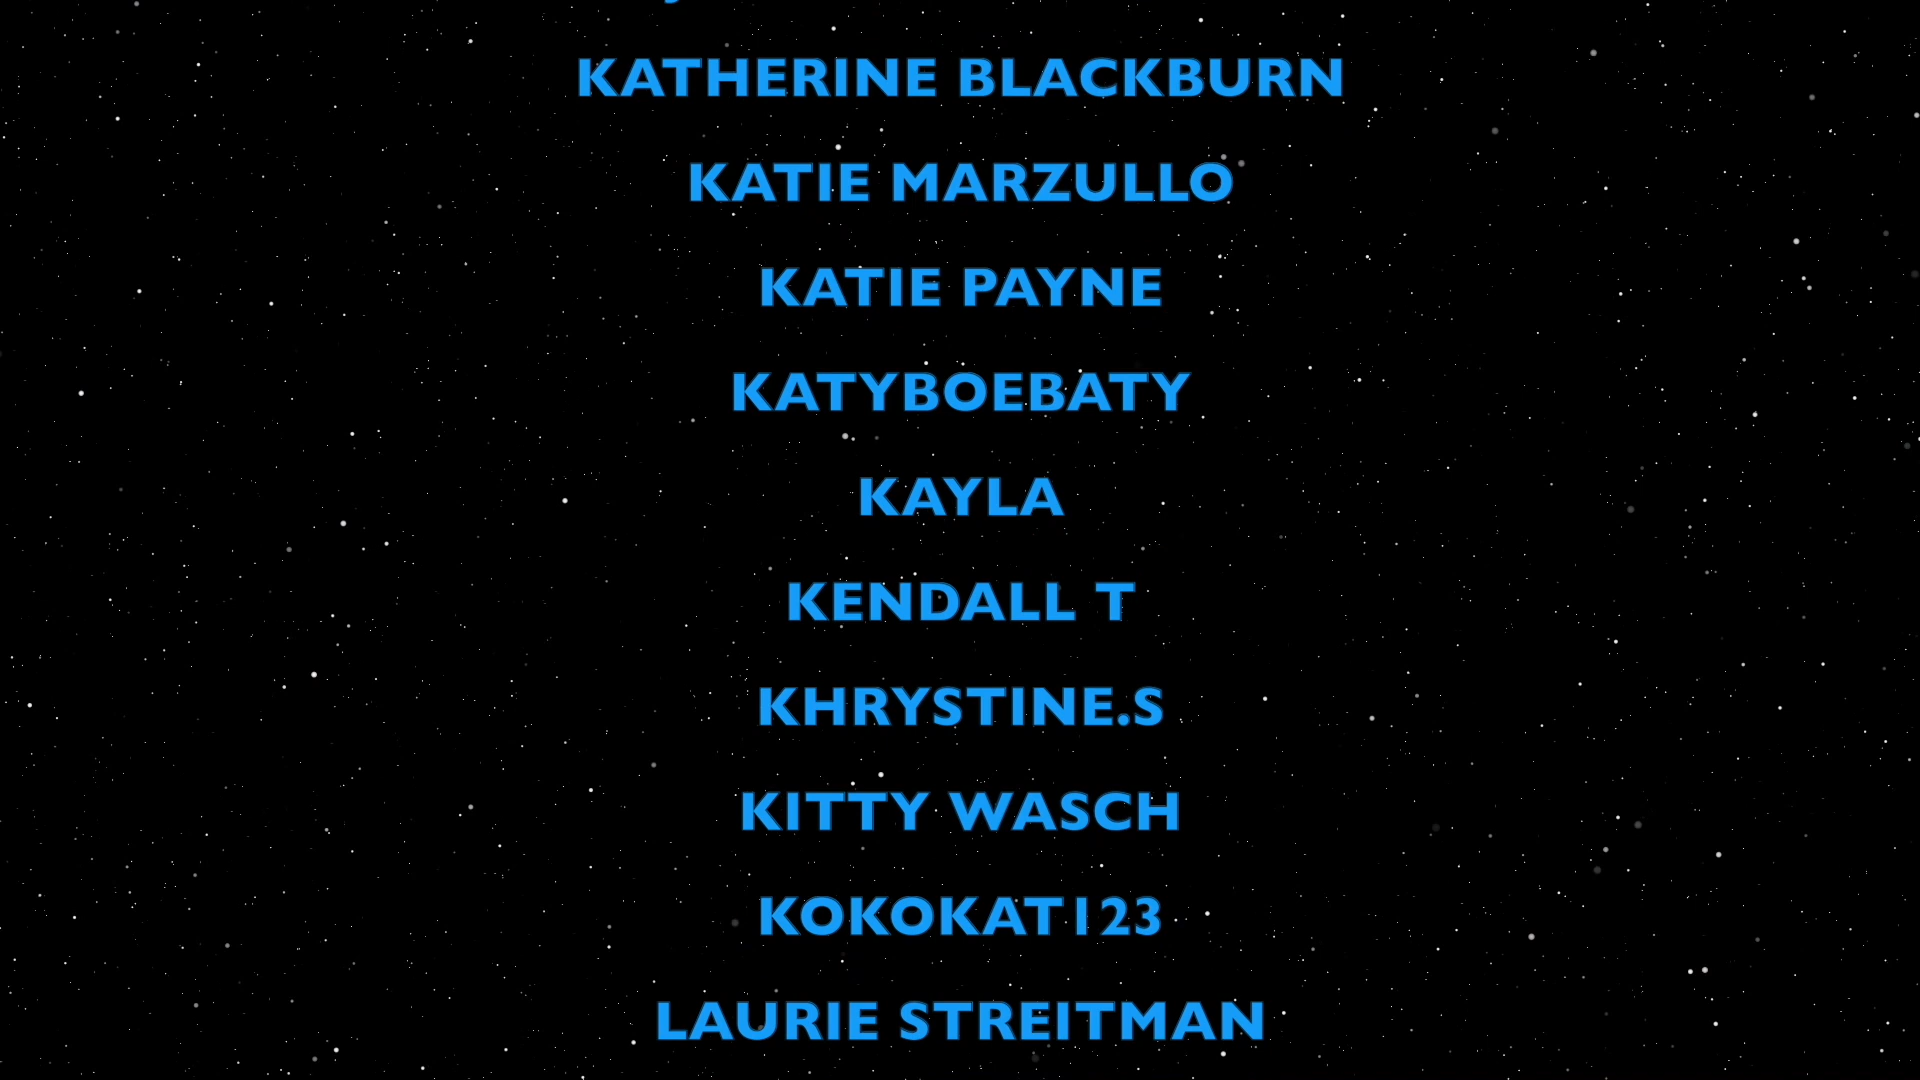 KATHERINE BLACKBURN
KATIE MARZULLO
KATIE PAYNE
KATYBOEBATY
KAYLA
KENDALL T
KHRYSTINE.S
KITTY WASCH
KOKOKAT123
LAURIE STREITMAN